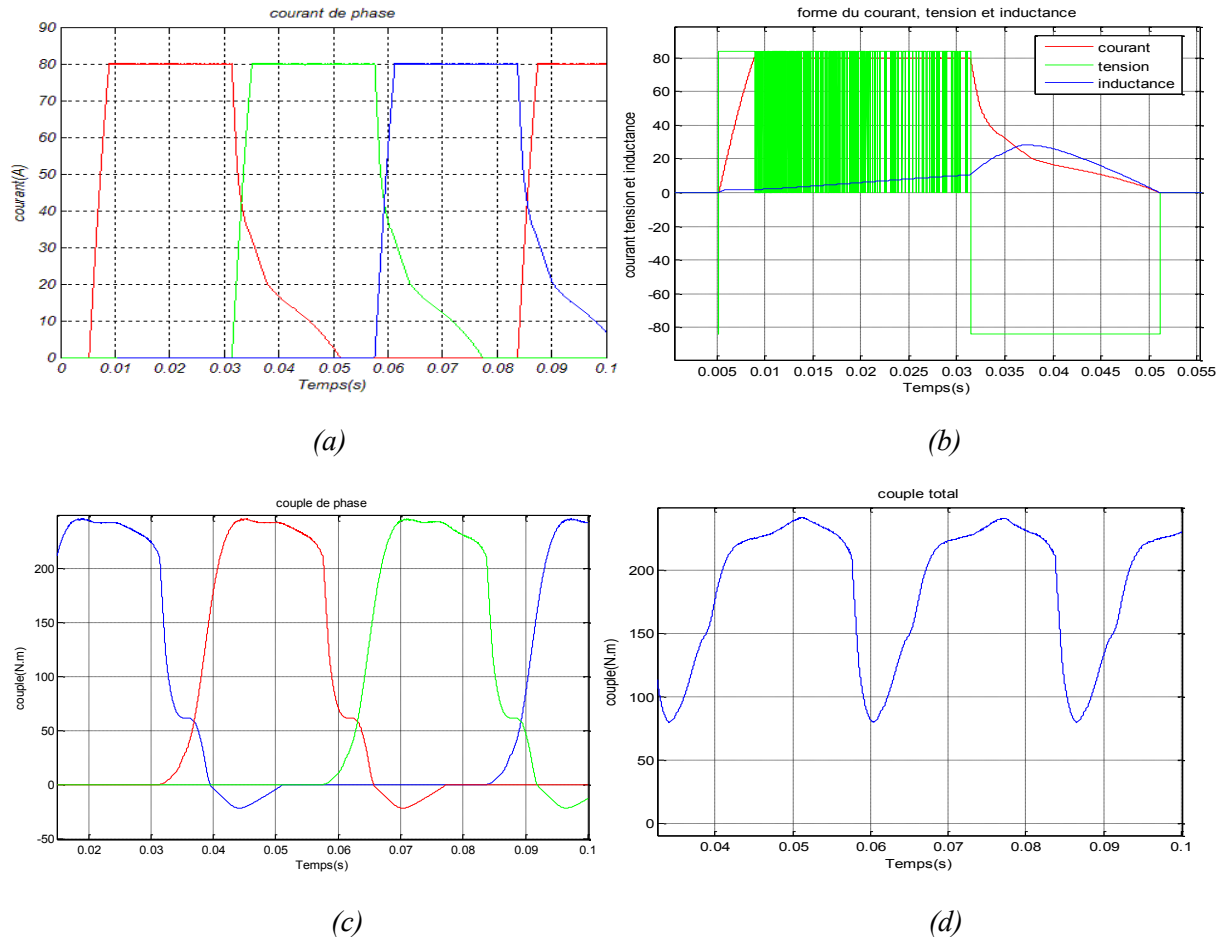 courant de phase
courant(A)
90
80
70
60
50
40
30
20
10
0
0 0.01 0.02 0.03 0.04 0.05 0.06 0.07 0.08 0.09 0.1
Temps(s)
(a)
forme du courant, tension et inductance
courant
tension
inductance
courant tension et inductance
80
60
40
20
0
-20
-40
-60
-80
0.005 0.01 0.015 0.02 0.025 0.03 0.035 0.04 0.045 0.05 0.055
Temps(s)
(b)
couple de phase
couple(N.m)
200
150
100
50
0
-50
0.02 0.03 0.04 0.05 0.06 0.07 0.08 0.09 0.1
Temps(s)
(c)
couple total
couple(N.m)
200
150
100
50
0
0.04 0.05 0.06 0.07 0.08 0.09 0.1
Temps(s)
(d)